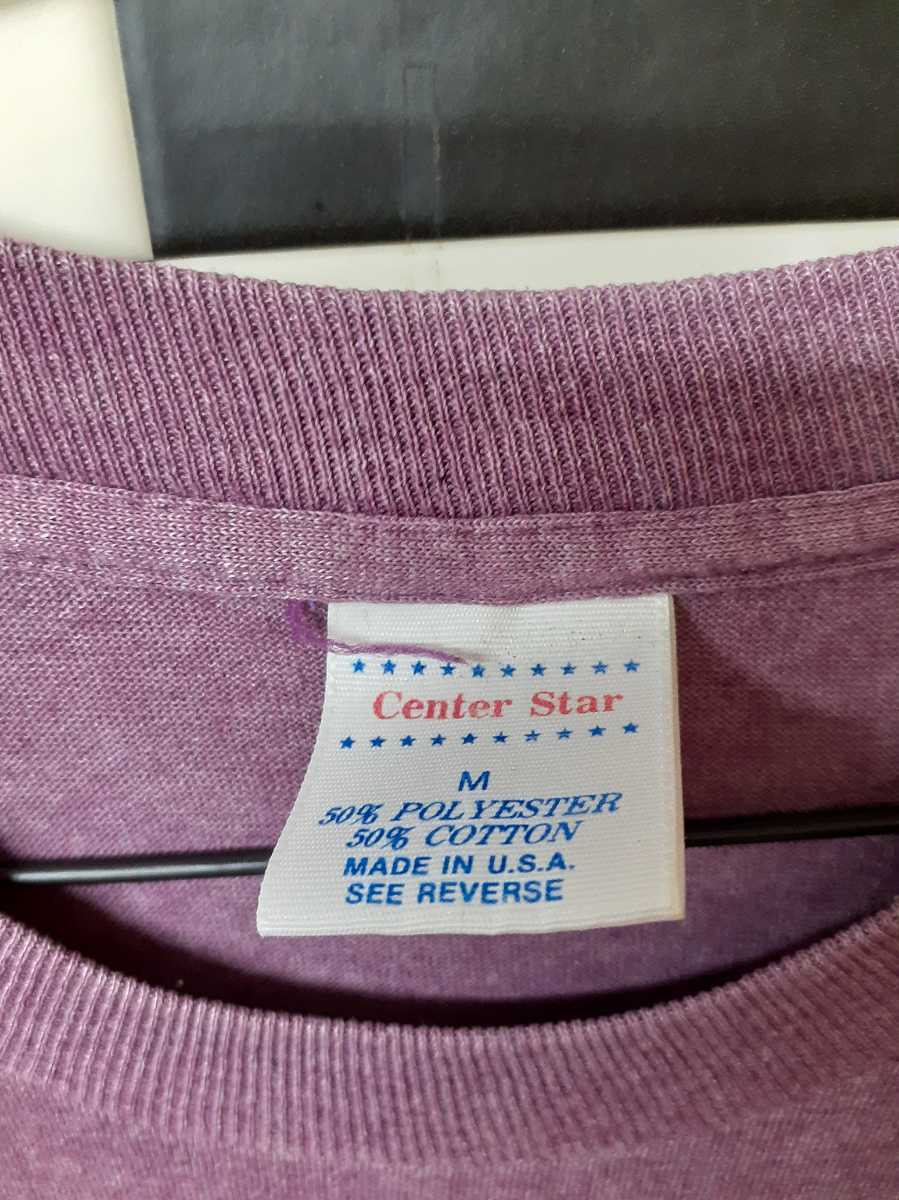 Center Star
M
50% POLYESTER
50% COTTON
MADE IN U.S.A.
SEE REVERSE